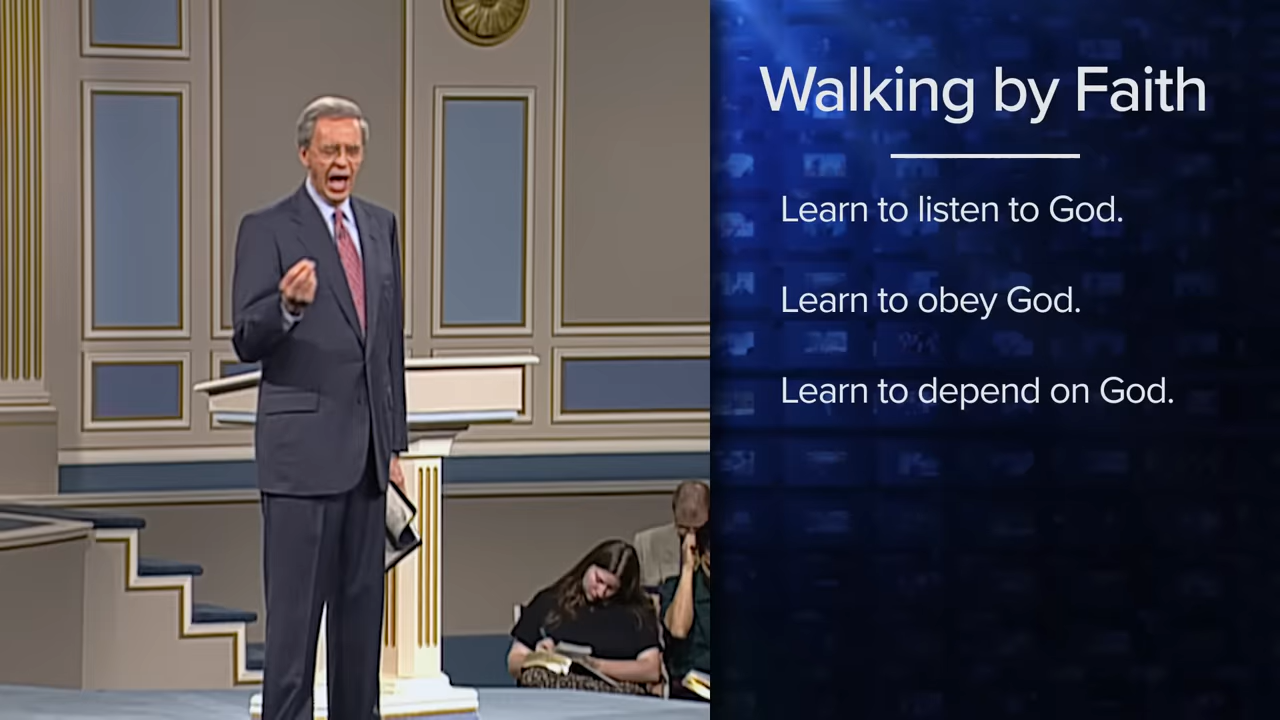 Walking by Faith
Learn to listen to God.
Learn to obey God.
Learn to depend on God.